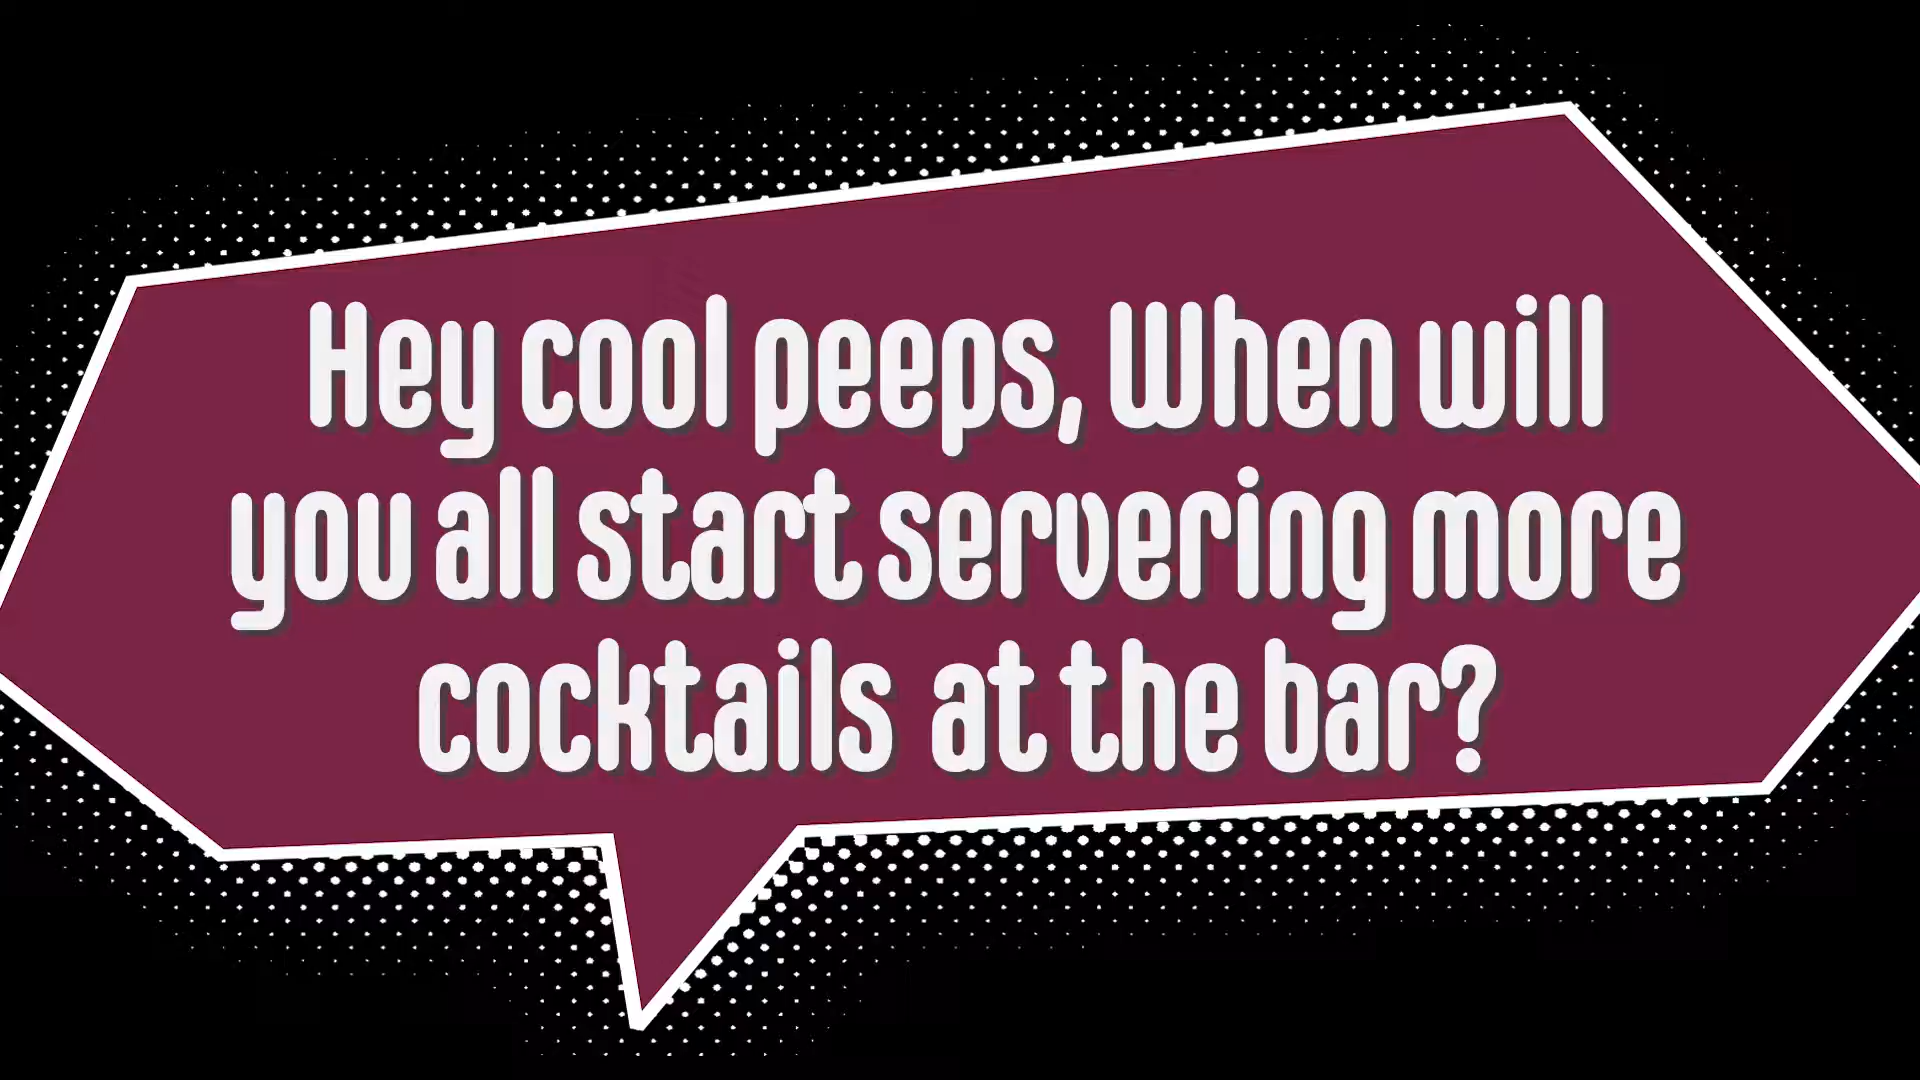 Hey cool peeps, When will
you all start servering more
cocktails at the bar?